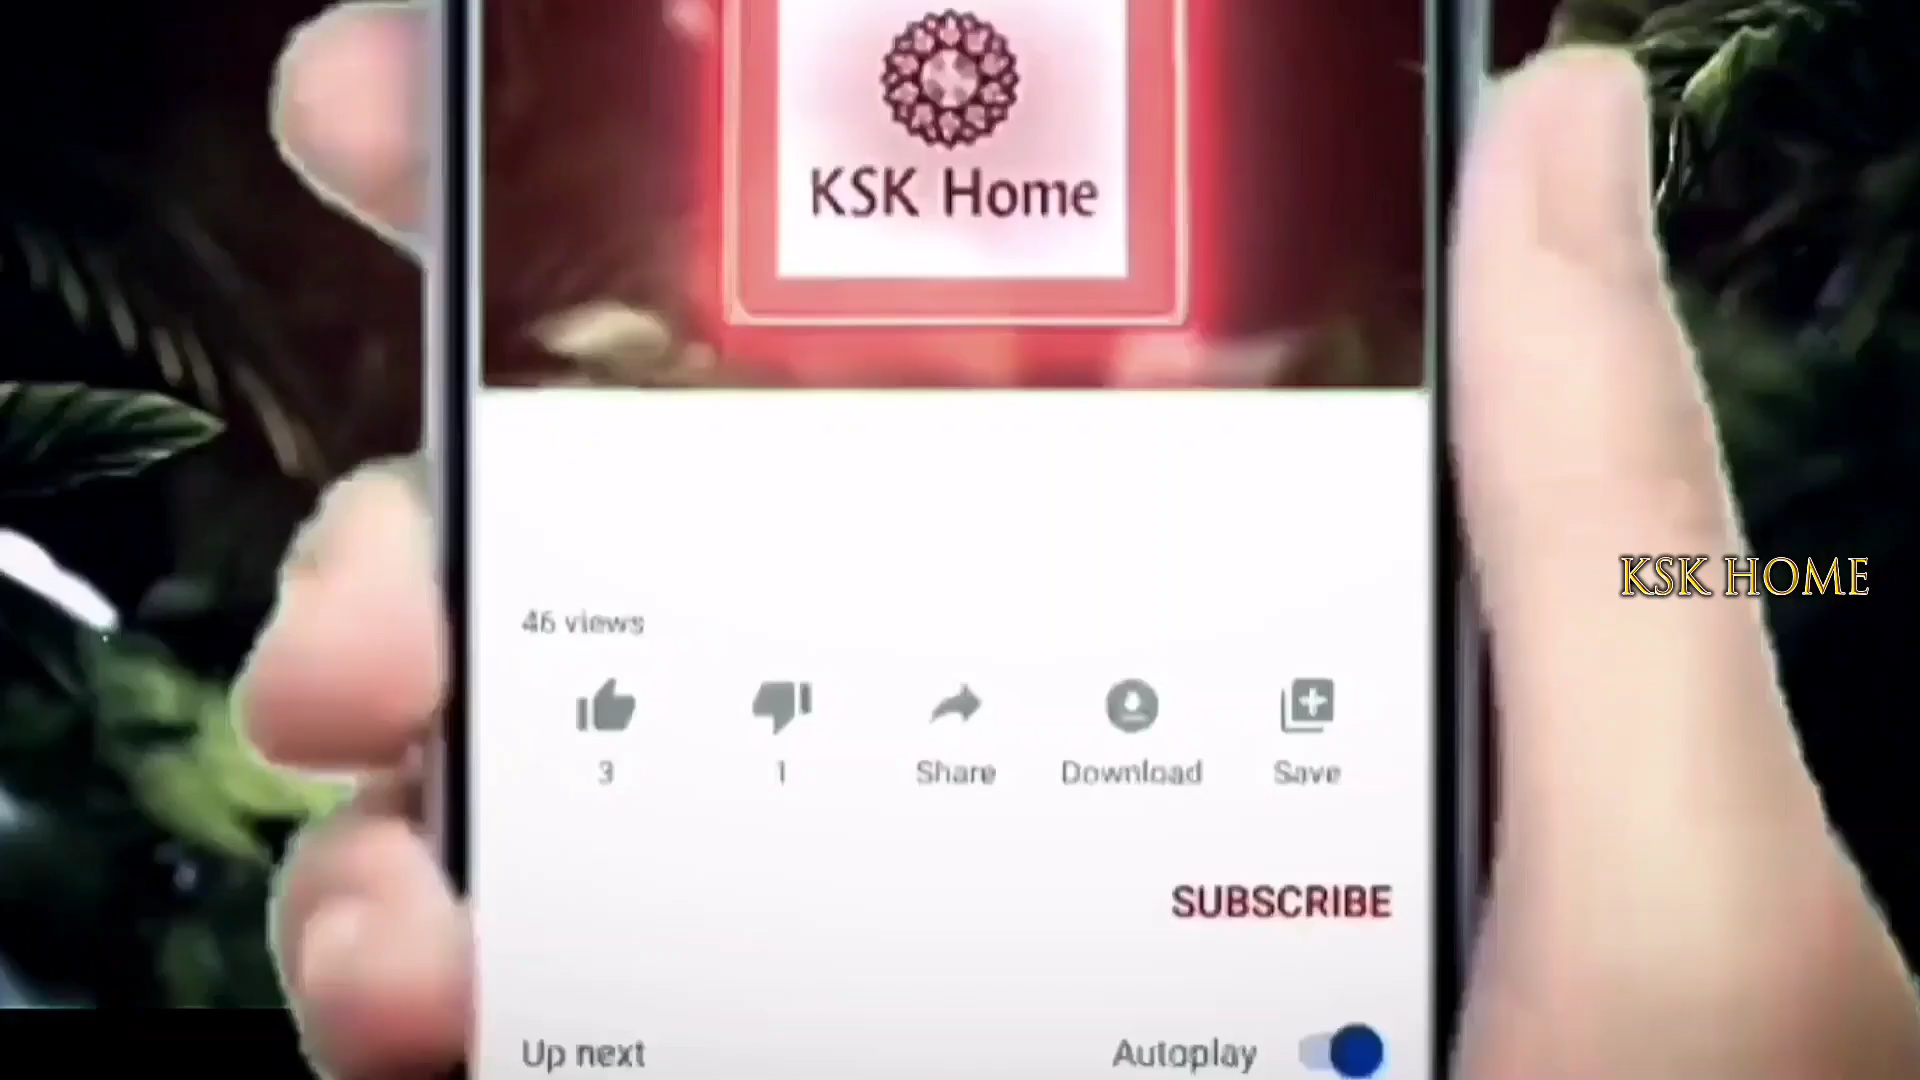 KSK Home
KSK HOME
46 views
3
1
Share
Download
Save
SUBSCRIBE
Up next
Autoplay